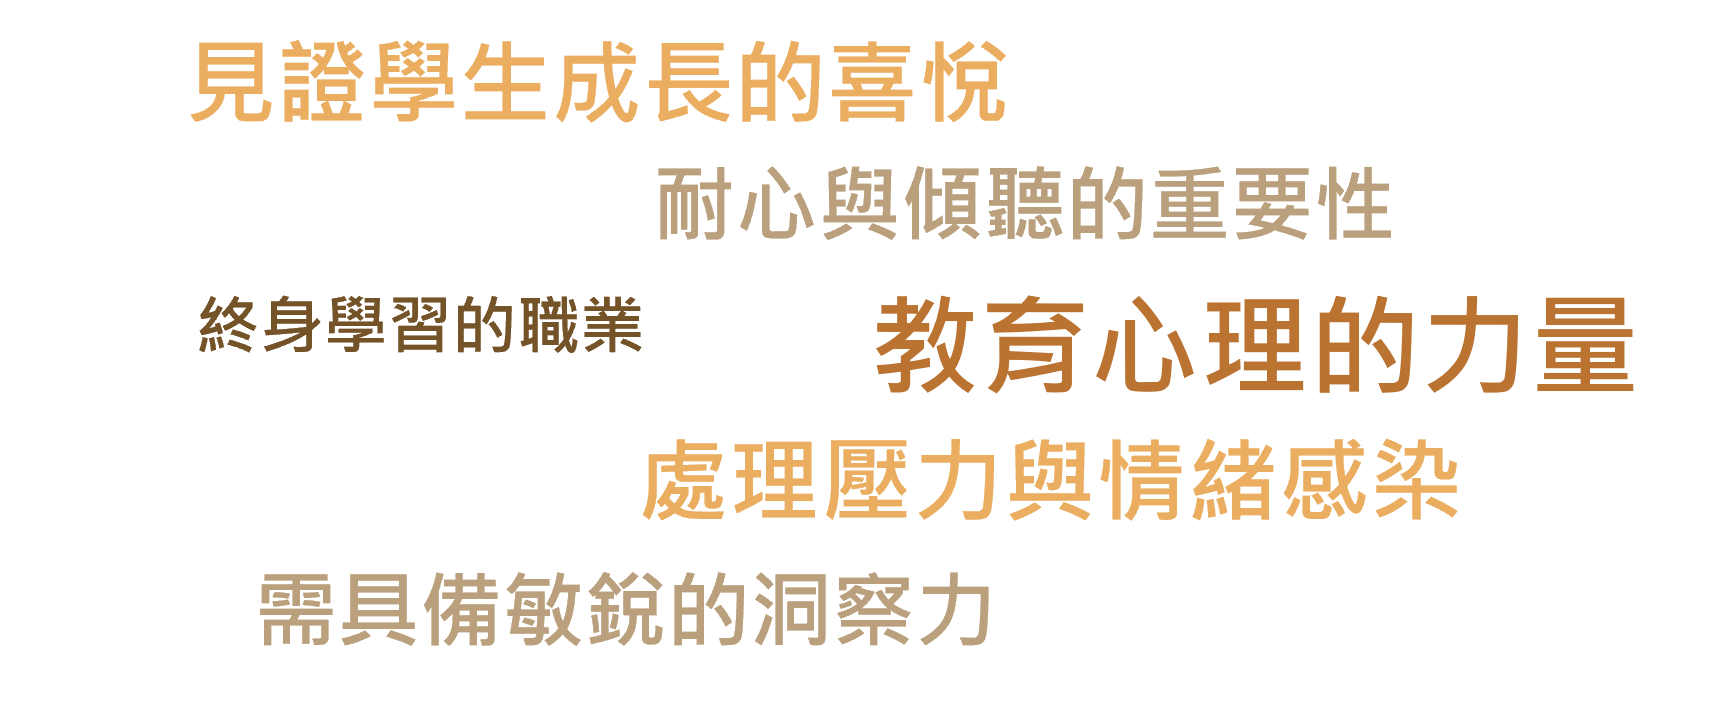 見證學生成長的喜悅
耐心與傾聽的重要性
終身學習的職業
教育心理的力量
處理壓力與情緒感染
需具備敏銳的洞察力